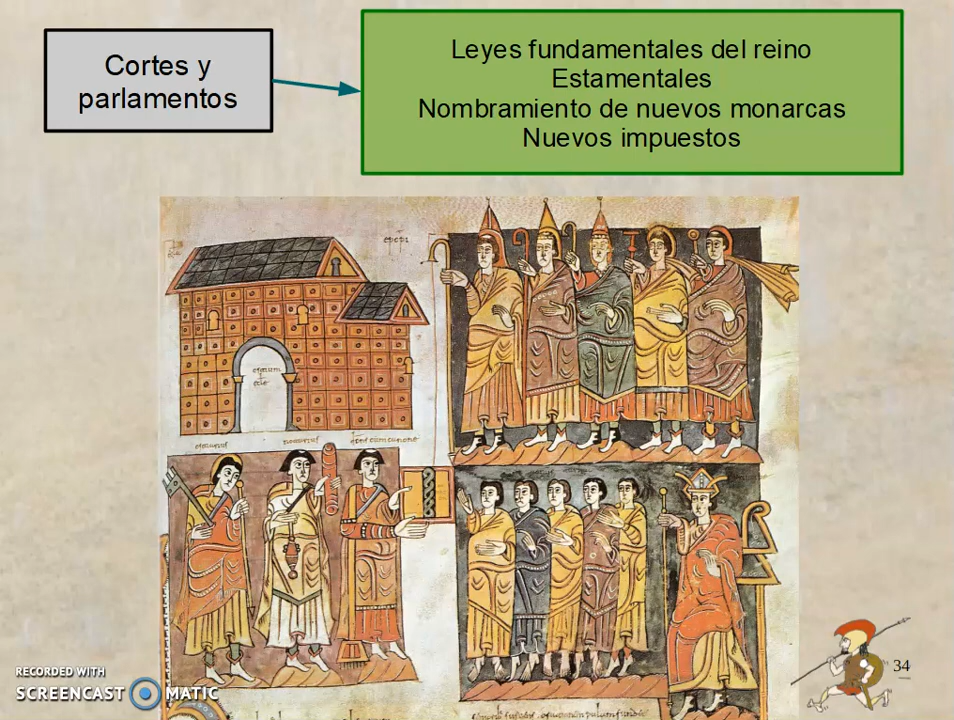 Cortes y
parlamentos
Leyes fundamentales del reino
Estamentales
Nombramiento de nuevos monarcas
Nuevos impuestos
RECORDED WITH
SCREENCAST MATIC
34